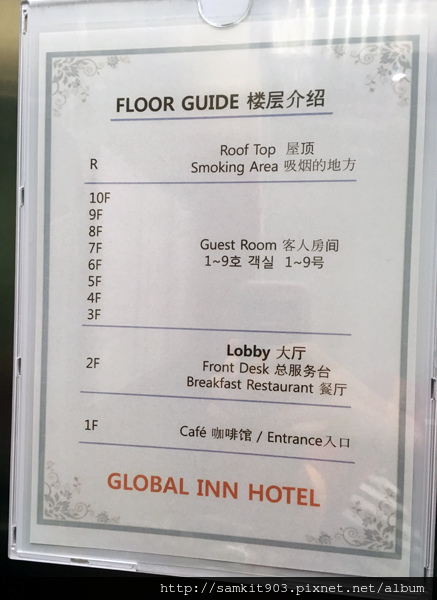 FLOOR GUIDE 楼层介绍
R
Roof Top 屋顶
Smoking Area 吸烟的地方
10F
9F
8F
7F
6F
5F
4F
3F
Guest Room 客人房间
1~9호 객실 1~9号
2F
Lobby 大厅
Front Desk 总服务台
Breakfast Restaurant 餐厅
1F
Café 咖啡馆 / Entrance入口
GLOBAL INN HOTEL
http://samkit903.pixnet.net/album